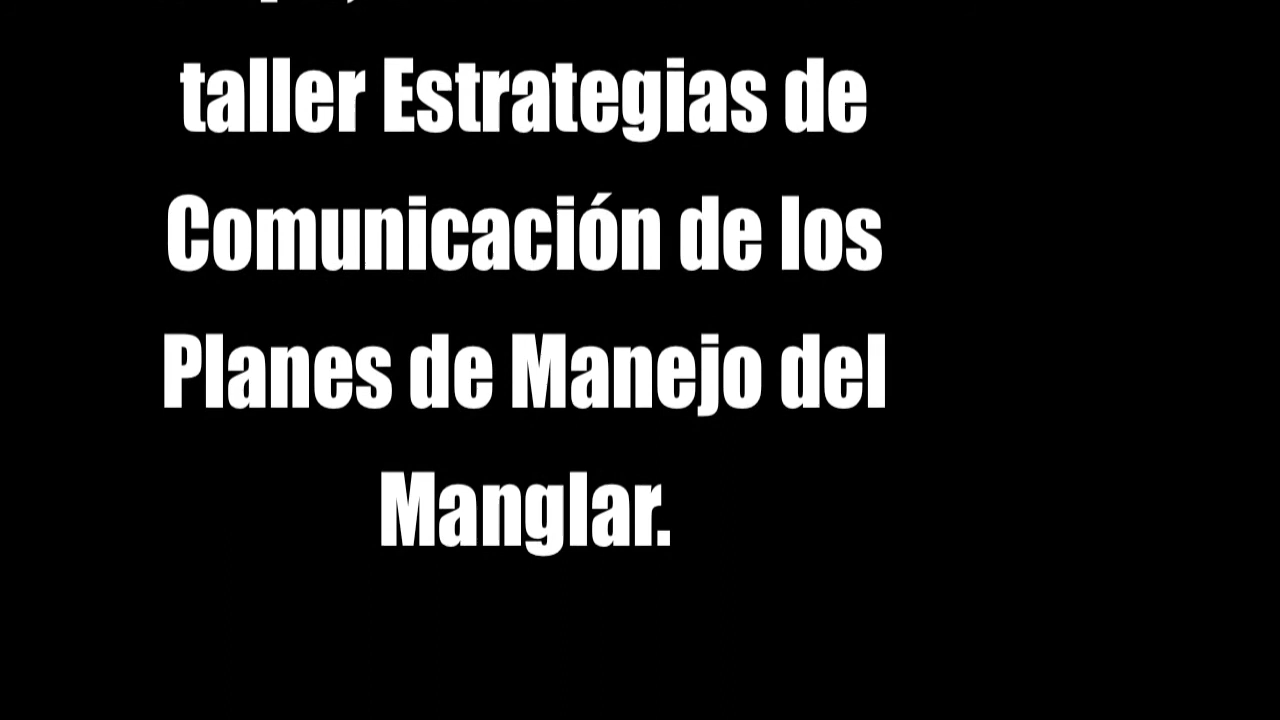 taller Estrategias de
Comunicación de los
Planes de Manejo del
Manglar.